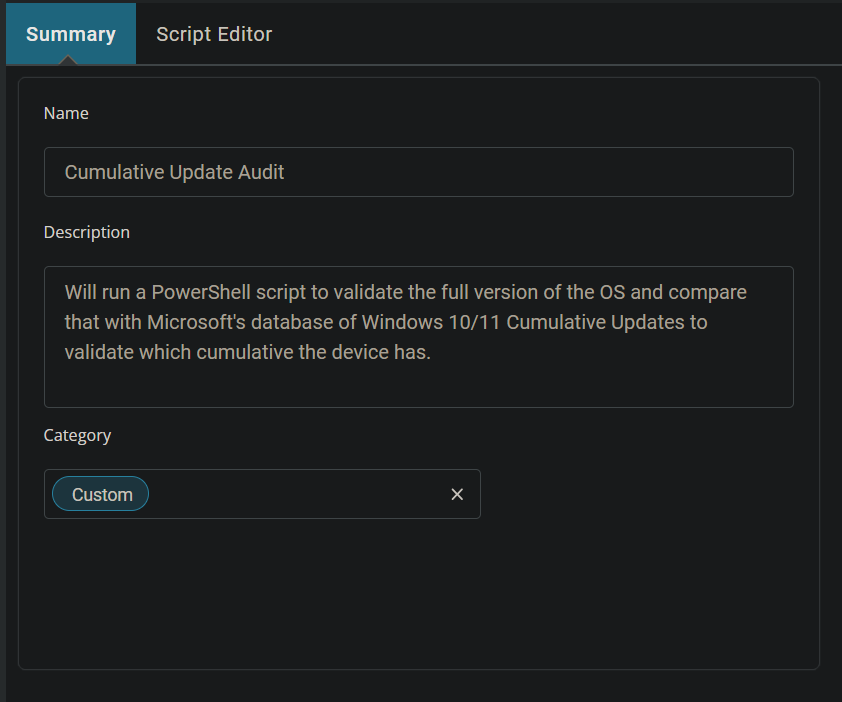 Summary
Script Editor
Name
Cumulative Update Audit
Description
Will run a PowerShell script to validate the full version of the OS and compare
that with Microsoft's database of Windows 10/11 Cumulative Updates to
validate which cumulative the device has.
Category
Custom